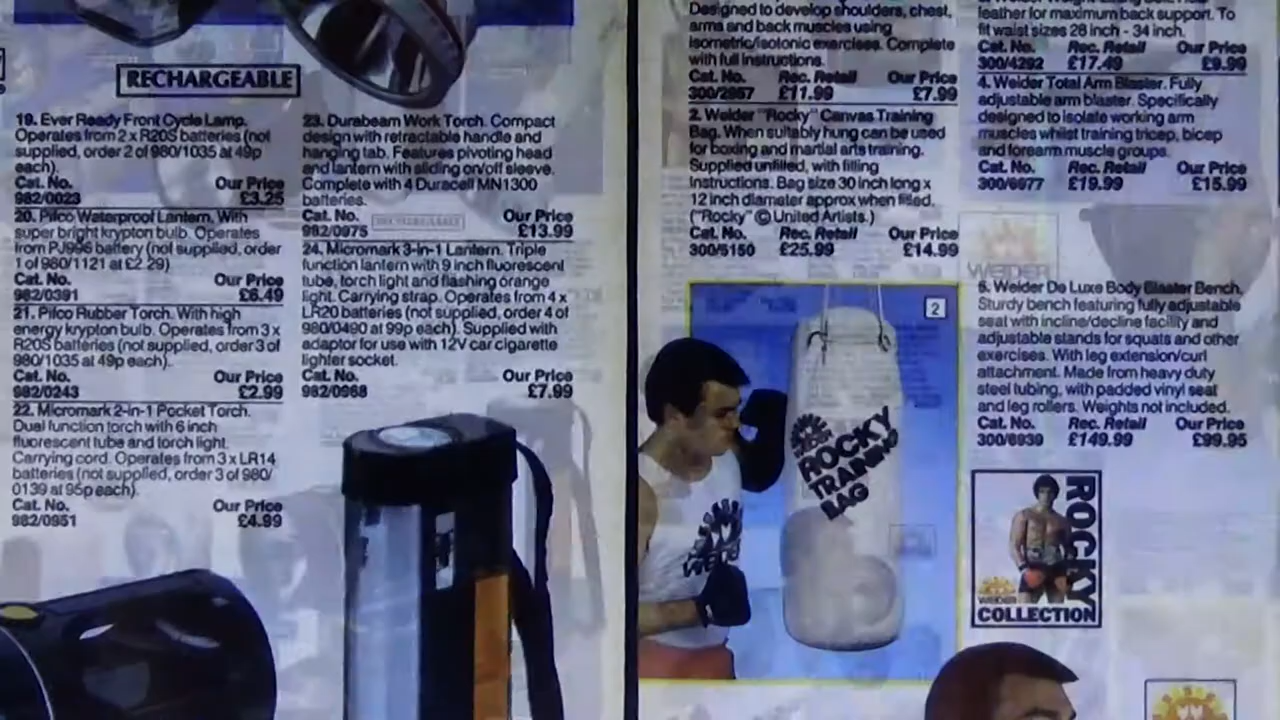 RECHARGEABLE
19. Ever Ready Front Cycle Lamp.
Operates from 2 x R20S batteries (not
supplied, order 2 of 980/1035 at 49p
each).
Cat. No. Our Price
982/0023 £3.25
20. Pifco Waterproof Lantern. With
super bright krypton bulb. Operates
from PJ996 battery (not supplied, order
1 of 980/1121 at £2.29)
Cat. No. Our Price
982/0391 £6.49
21. Pifco Rubber Torch. With high
energy krypton bulb. Operates from 3 x
R20S batteries (not supplied, order 3 of
980/1035 at 49p each).
Cat. No. Our Price
982/0243 £2.99
22. Micromark 2-in-1 Pocket Torch.
Dual function torch with 6 inch
fluorescent tube and torch light.
Carrying cord. Operates from 3 x LR14
batteries (not supplied, order 3 of 980/
0139 at 95p each).
Cat. No. Our Price
982/0951 £4.99
23. Durabeam Work Torch. Compact
design with retractable handle and
hanging tab. Features pivoting head
and lantern with sliding on/off sleeve.
Complete with 4 Duracell MN1300
batteries.
Cat. No. Our Price
982/0975 £13.99
24. Micromark 3-in-1 Lantern. Triple
function lantern with 9 inch fluorescent
tube, torch light and flashing orange
light. Carrying strap. Operates from 4 x
LR20 batteries (not supplied, order 4 of
980/0490 at 99p each). Supplied with
adaptor for use with 12V car cigarette
lighter socket.
Cat. No. Our Price
982/0968 £7.99
Designed to develop shoulders, chest,
arms and back muscles using
isometric/isotonic exercises. Complete
with full instructions.
Cat. No. Rec. Retail Our Price
300/2957 £11.99 £7.99
2. Weider "Rocky" Canvas Training
Bag. When suitably hung can be used
for boxing and martial arts training.
Supplied unfilled, with filling
instructions. Bag size 30 inch long x
12 inch diameter approx when filled.
("Rocky" © United Artists.)
Cat. No. Rec. Retail Our Price
300/5150 £25.99 £14.99
2
ROCKY
TRAINING
BAG
WEIDER
leather for maximum back support. To
fit waist sizes 28 inch - 34 inch.
Cat. No. Rec. Retail Our Price
300/4292 £17.49 £9.99
4. Weider Total Arm Blaster. Fully
adjustable arm blaster. Specifically
designed to isolate working arm
muscles whilst training tricep, bicep
and forearm muscle groups.
Cat. No. Rec. Retail Our Price
300/6977 £19.99 £15.99
WEIDER
Weider De Luxe Body Blaster Bench.
Sturdy bench featuring fully adjustable
seat with incline/decline facility and
adjustable stands for squats and other
exercises. With leg extension/curl
attachment. Made from heavy duty
steel tubing, with padded vinyl seat
and leg rollers. Weights not included.
Cat. No. Rec. Retail Our Price
300/6939 £149.99 £99.95
ROCKY
WEIDER
COLLECTION